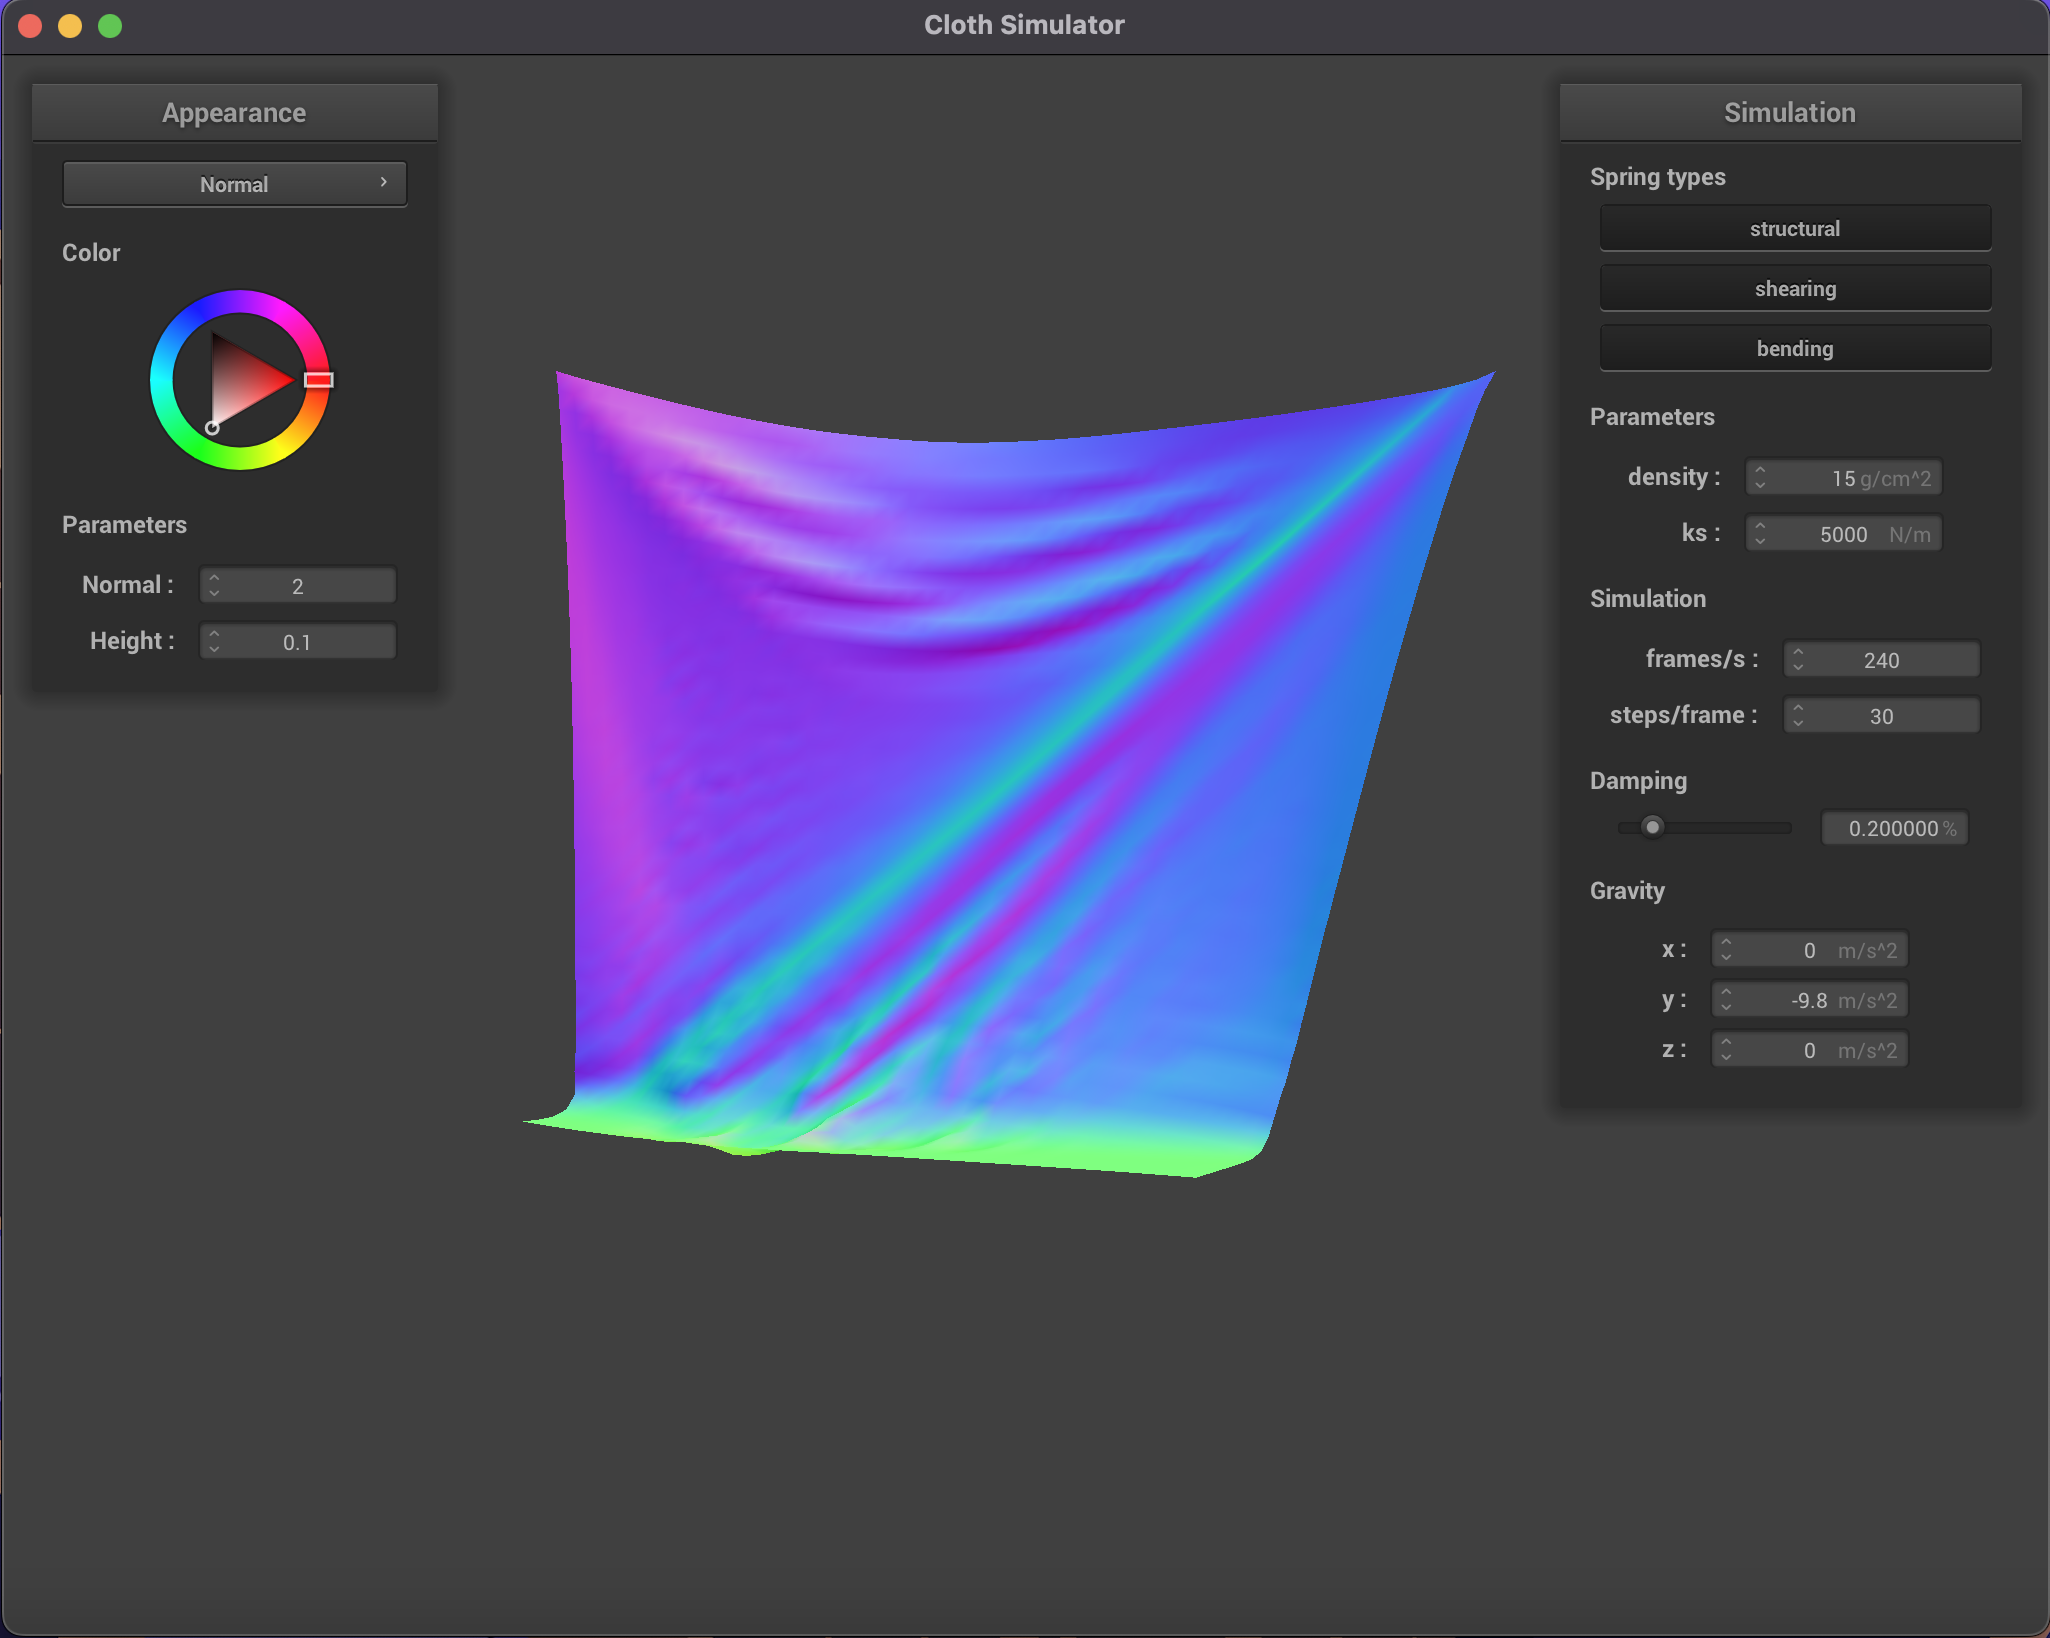 Cloth Simulator
Appearance
Normal
Color
Parameters
Normal : 2
Height : 0.1
Simulation
Spring types
structural
shearing
bending
Parameters
density : 15 g/cm^2
ks : 5000 N/m
Simulation
frames/s : 240
steps/frame : 30
Damping
0.200000 %
Gravity
x : 0 m/s^2
y : -9.8 m/s^2
z : 0 m/s^2